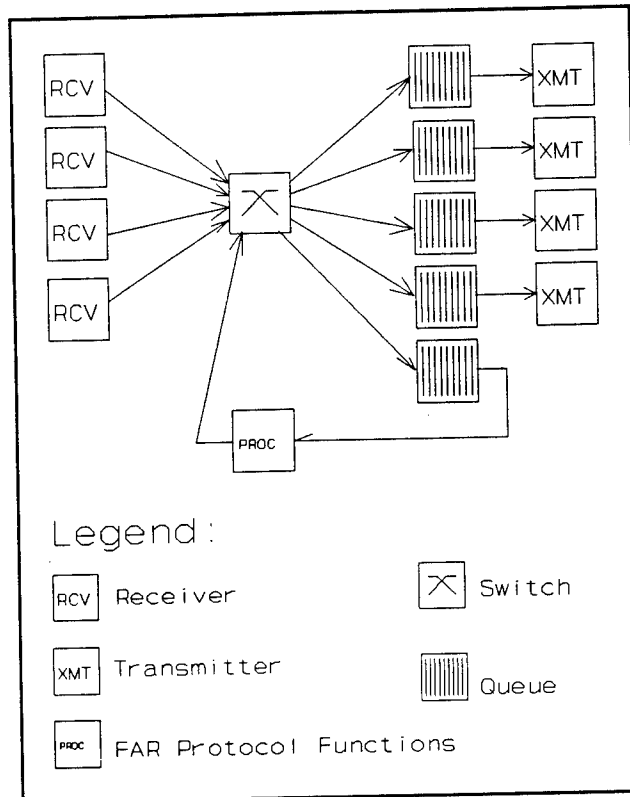 RCV
XMT
RCV
XMT
RCV
XMT
RCV
XMT
PROC
Legend:
RCV Receiver
Switch
XMT Transmitter
Queue
PROC FAR Protocol Functions